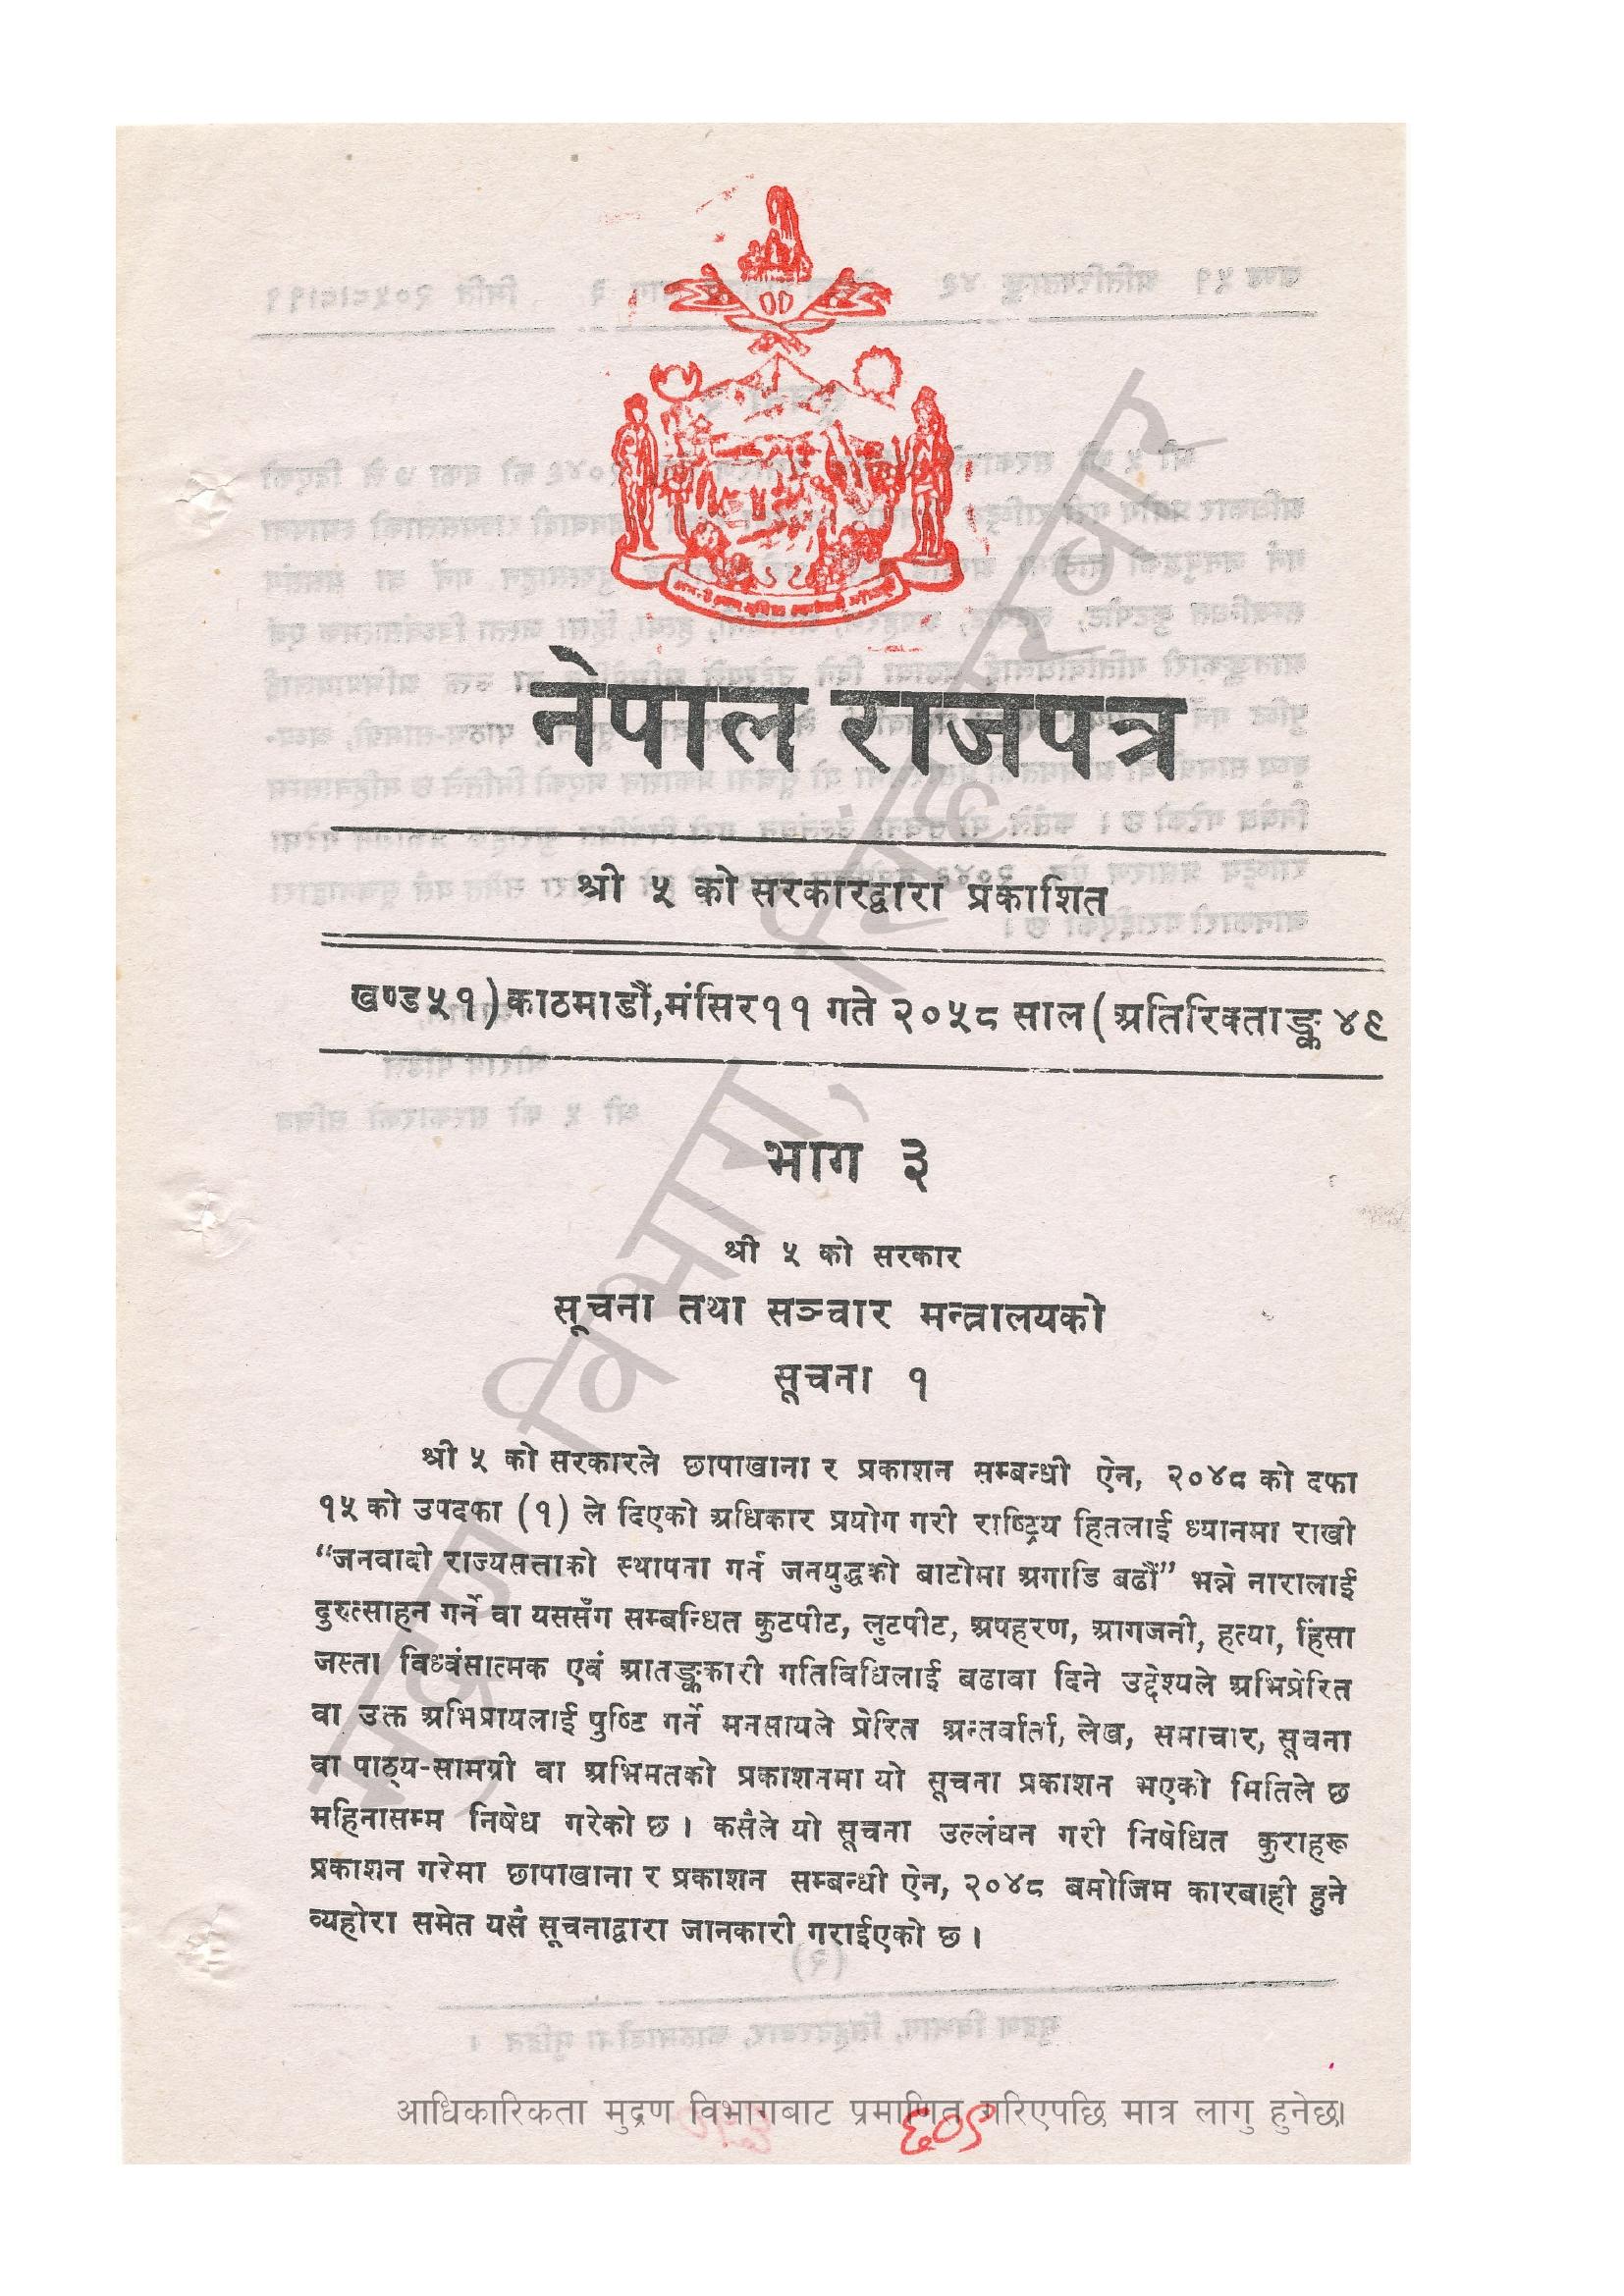 नेपाल राजपत्र
श्री ५ को सरकारद्वारा प्रकाशित
खण्ड ५१) काठमाडौं, मंसिर ११ गते २०५८ साल (अतिरिक्ताङ्क ४९
भाग ३
श्री ५ को सरकार
सूचना तथा सञ्चार मन्त्रालयको
सूचना १
श्री ५ को सरकारले छापाखाना र प्रकाशन सम्बन्धी ऐन, २०४८ को दफा
१५ को उपदफा (१) ले दिएको अधिकार प्रयोग गरी राष्ट्रिय हितलाई ध्यानमा राखी
“जनवादी राज्यसत्ताको स्थापना गर्न जनयुद्धको बाटोमा अगाडि बढौं” भन्ने नारालाई
दुरुत्साहन गर्ने वा यससँग सम्बन्धित कुटपीट, लुटपीट, अपहरण, आगजनी, हत्या, हिंसा
जस्ता विध्वंसात्मक एवं आतङ्ककारी गतिविधिलाई बढावा दिने उद्देश्यले अभिप्रेरित
वा उक्त अभिप्रायलाई पुष्टि गर्ने मनसायले प्रेरित अन्तर्वार्ता, लेख, समाचार, सूचना
वा पाठ्य-सामग्री वा अभिमतको प्रकाशनमा यो सूचना प्रकाशन भएको मितिले छ
महिनासम्म निषेध गरेको छ । कसैले यो सूचना उल्लंघन गरी निषेधित कुराहरू
प्रकाशन गरेमा छापाखाना र प्रकाशन सम्बन्धी ऐन, २०४८ बमोजिम कारबाही हुने
व्यहोरा समेत यसै सूचनाद्वारा जानकारी गराईएको छ ।
मुद्रण विभाग, सिंहदरबार
आधिकारिकता मुद्रण विभागबाट प्रमाणित गरिएपछि मात्र लागु हुनेछ।
६०९